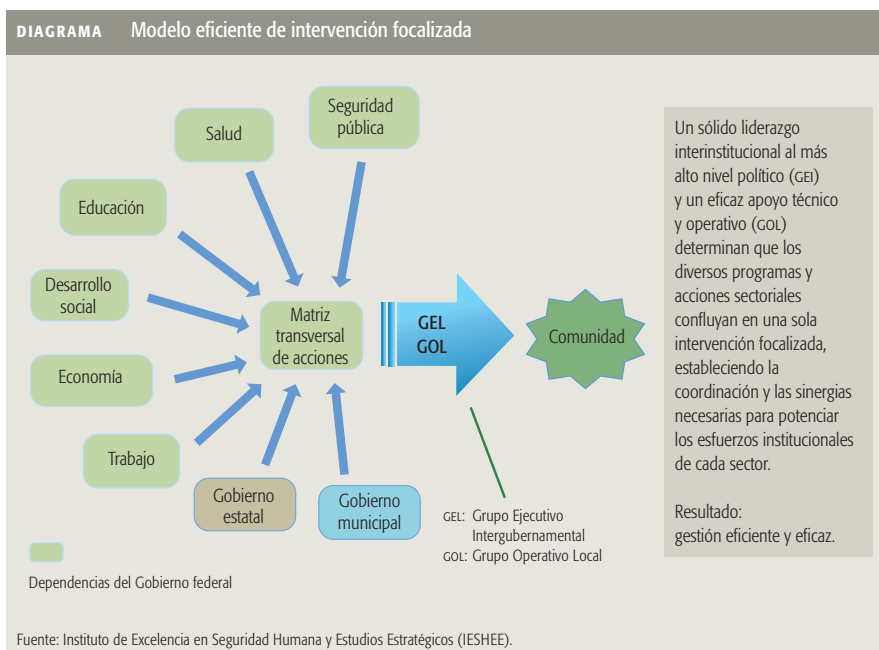 DIAGRAMA Modelo eficiente de intervención focalizada
Seguridad
pública
Salud
Educación
Desarrollo
social
Economía
Trabajo
Gobierno
estatal
Gobierno
municipal
Matriz
transversal
de acciones
GEL
GOL
Comunidad
GEL: Grupo Ejecutivo
Intergubernamental
GOL: Grupo Operativo Local
Dependencias del Gobierno federal
Un sólido liderazgo
interinstitucional al más
alto nivel político (GEI)
y un eficaz apoyo técnico
y operativo (GOL)
determinan que los
diversos programas y
acciones sectoriales
confluyan en una sola
intervención focalizada,
estableciendo la
coordinación y las sinergias
necesarias para potenciar
los esfuerzos institucionales
de cada sector.
Resultado:
gestión eficiente y eficaz.
Fuente: Instituto de Excelencia en Seguridad Humana y Estudios Estratégicos (IESHEE).